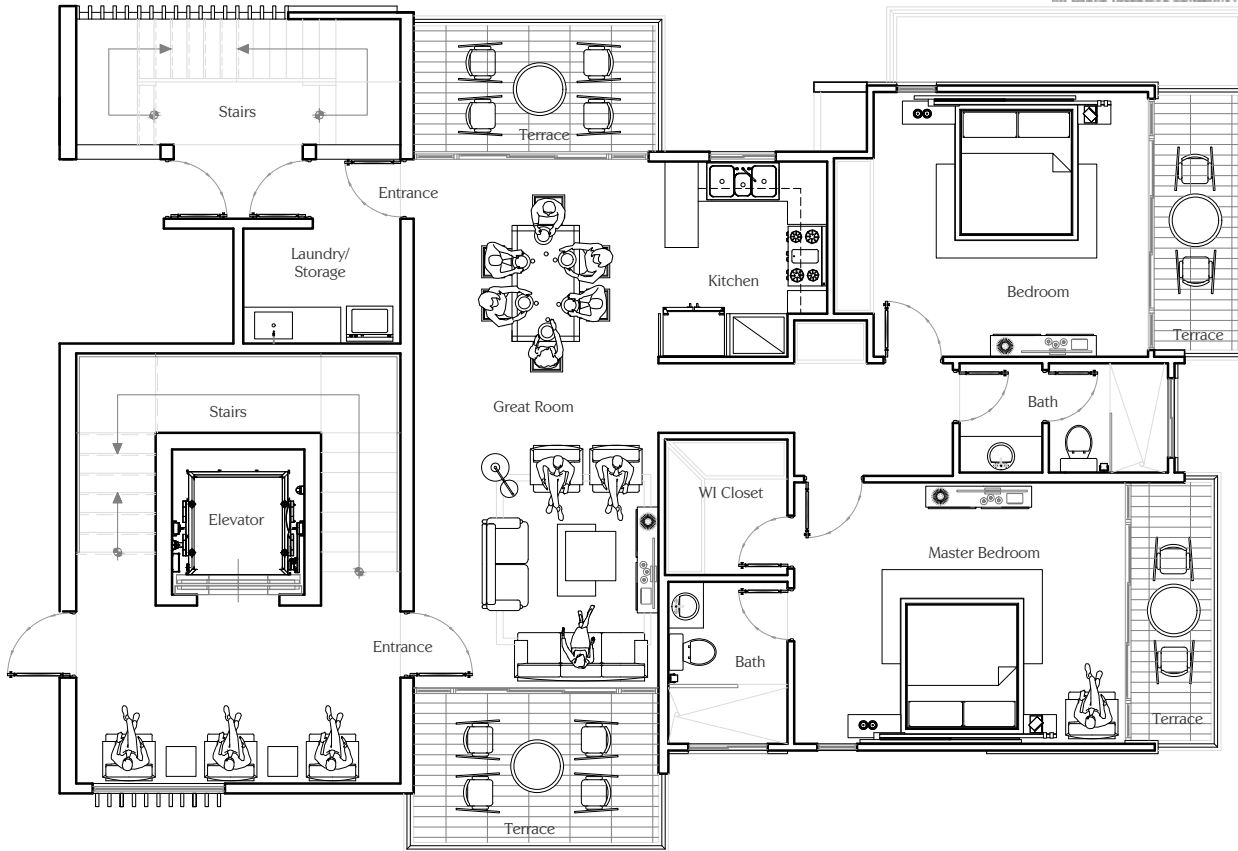 Stairs
Terrace
Entrance
Laundry/
Storage
Kitchen
Bedroom
Terrace
Stairs
Great Room
Bath
Elevator
WI Closet
Master Bedroom
Entrance
Bath
Terrace
Terrace